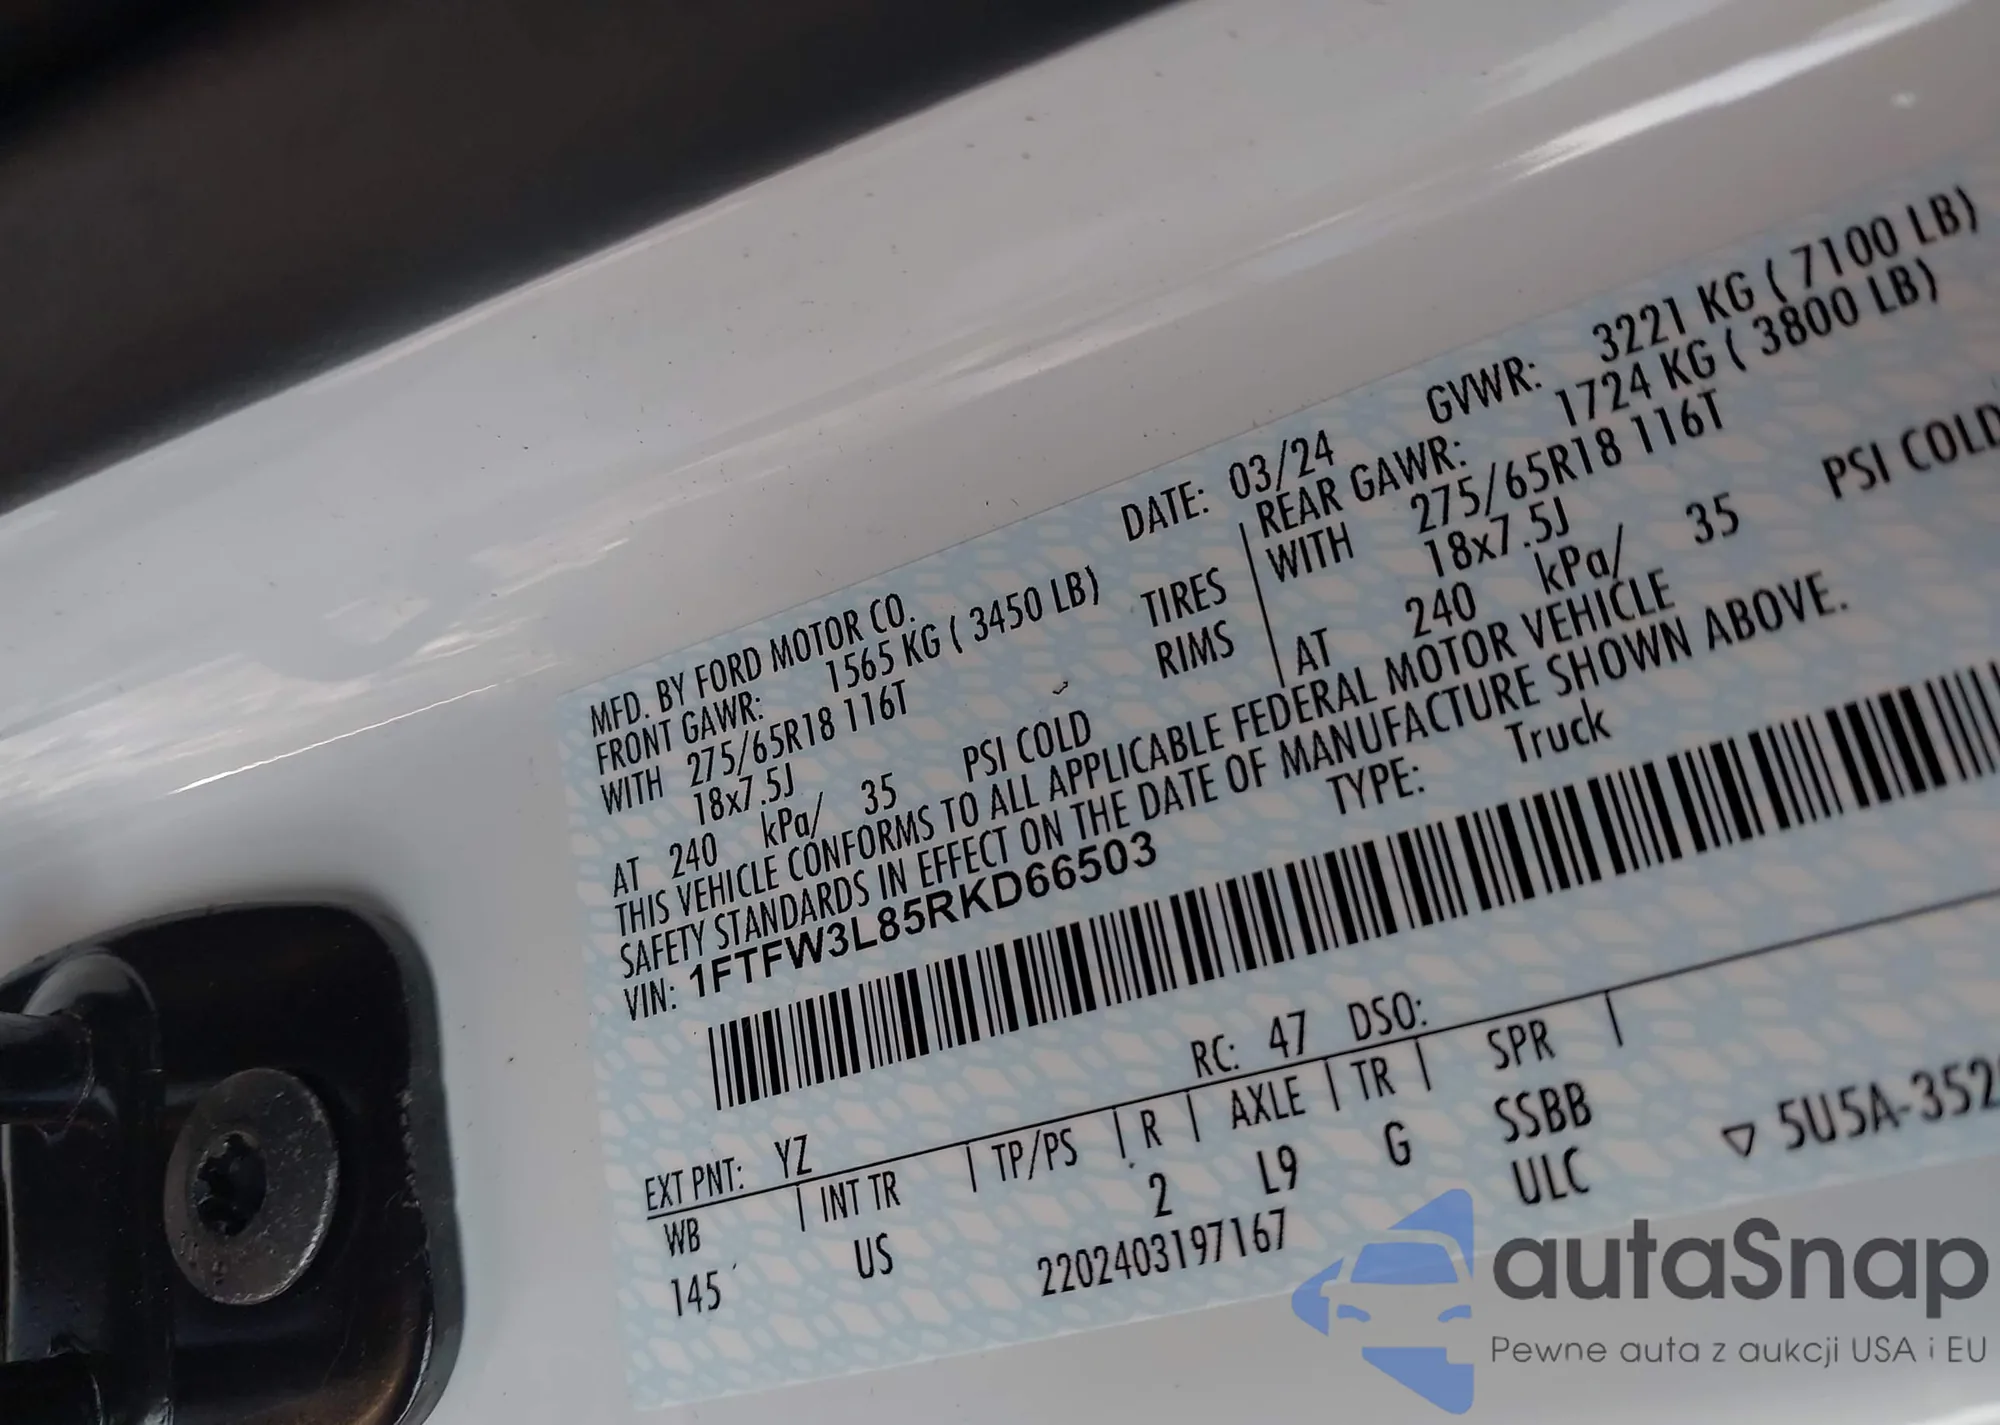 MFD. BY FORD MOTOR CO.
DATE: 03/24
GVWR: 3221 KG ( 7100 LB)
FRONT GAWR: 1565 KG ( 3450 LB)
REAR GAWR: 1724 KG ( 3800 LB)
WITH 275/65R18 116T
TIRES
WITH 275/65R18 116T
18x7.5J
RIMS
18x7.5J
AT 240 kPa/ 35 PSI COLD
AT 240 kPa/ 35 PSI COLD
THIS VEHICLE CONFORMS TO ALL APPLICABLE FEDERAL MOTOR VEHICLE
SAFETY STANDARDS IN EFFECT ON THE DATE OF MANUFACTURE SHOWN ABOVE.
VIN: 1FTFW3L85RKD66503
TYPE: Truck
EXT PNT: YZ
RC: 47 DSO:
WB | INT TR | TP/PS | R | AXLE | TR | SPR |
145 US 2 L9 G SSBB
2202403197167 ULC
▽ 5U5A-352
autaSnap
Pewne auta z aukcji USA i EU